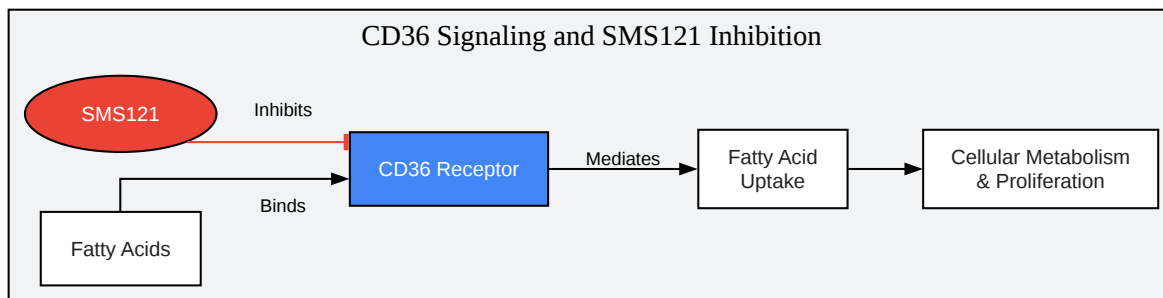 CD36 Signaling and SMS121 Inhibition
SMS121
Inhibits
CD36 Receptor
Mediates
Fatty Acid
Uptake
Cellular Metabolism
& Proliferation
Binds
Fatty Acids